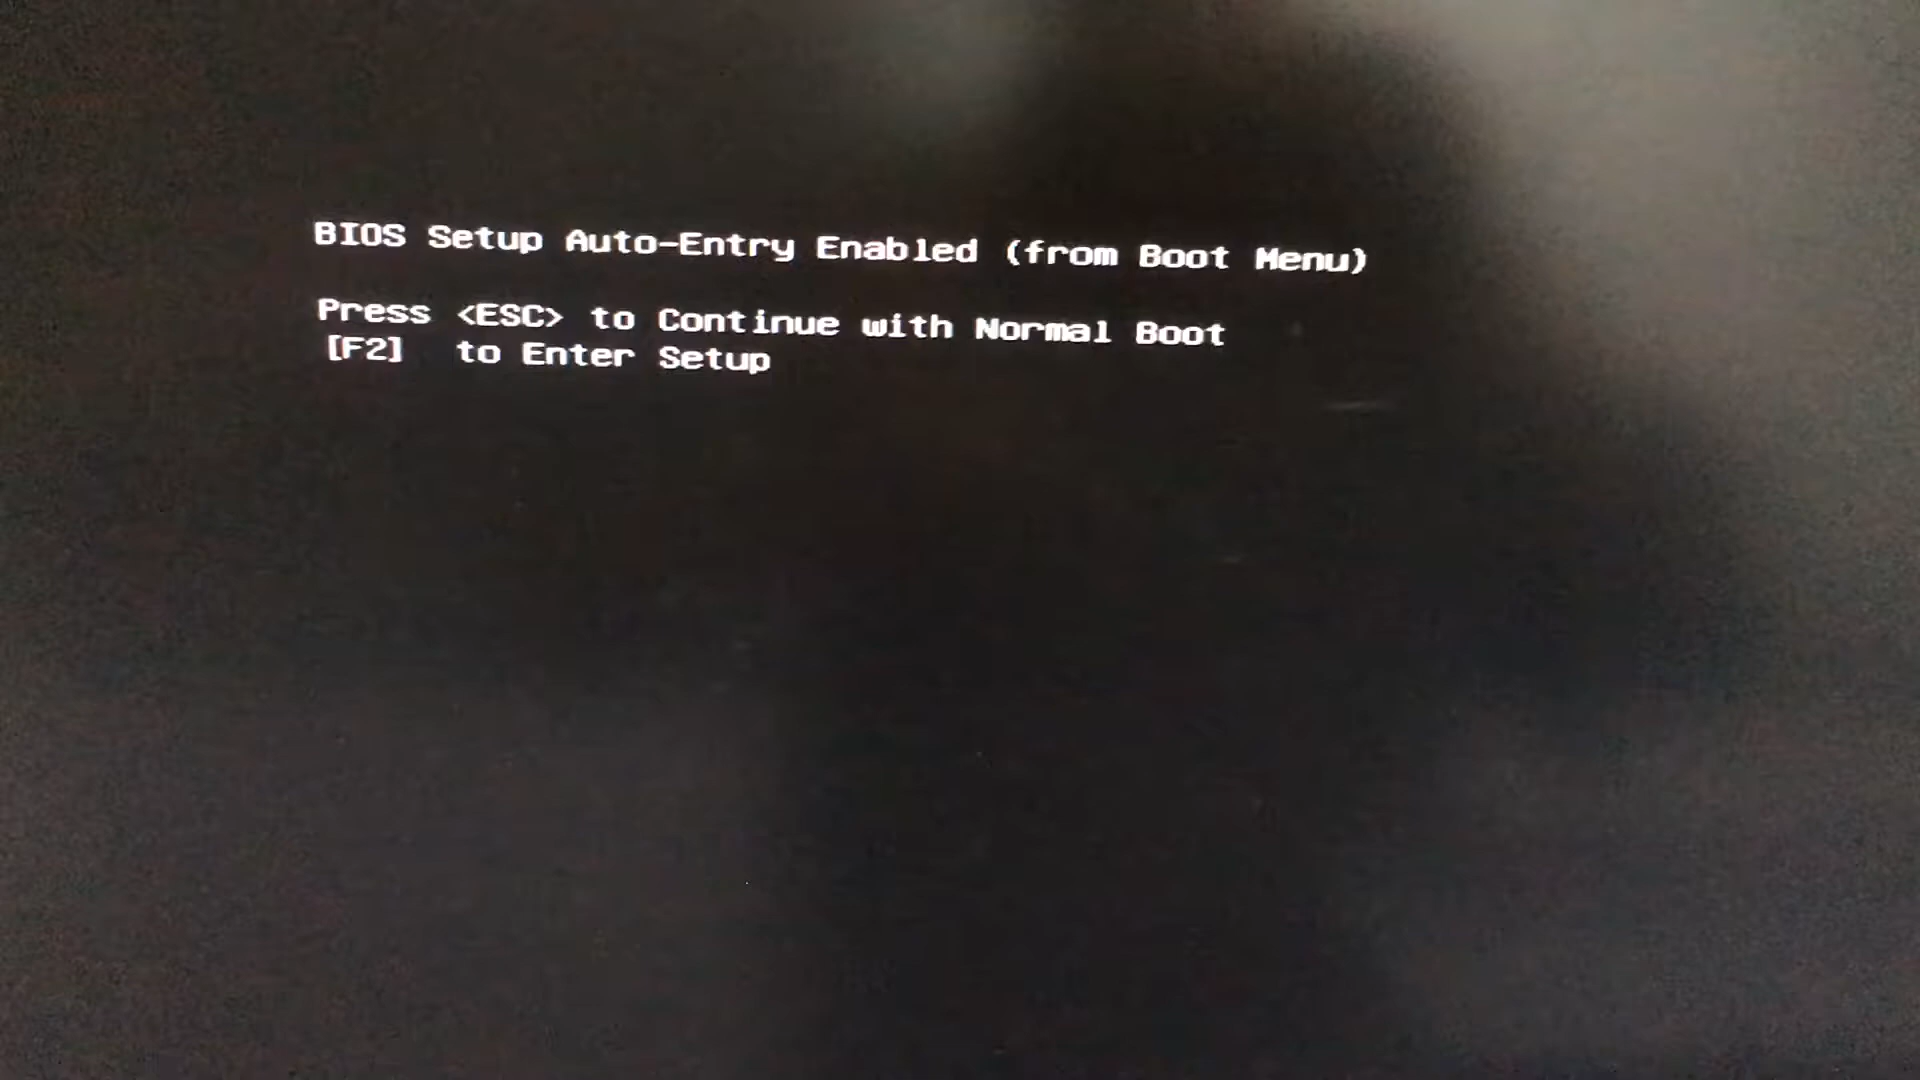 BIOS Setup Auto-Entry Enabled (from Boot Menu)
Press <ESC> to Continue with Normal Boot
[F2] to Enter Setup